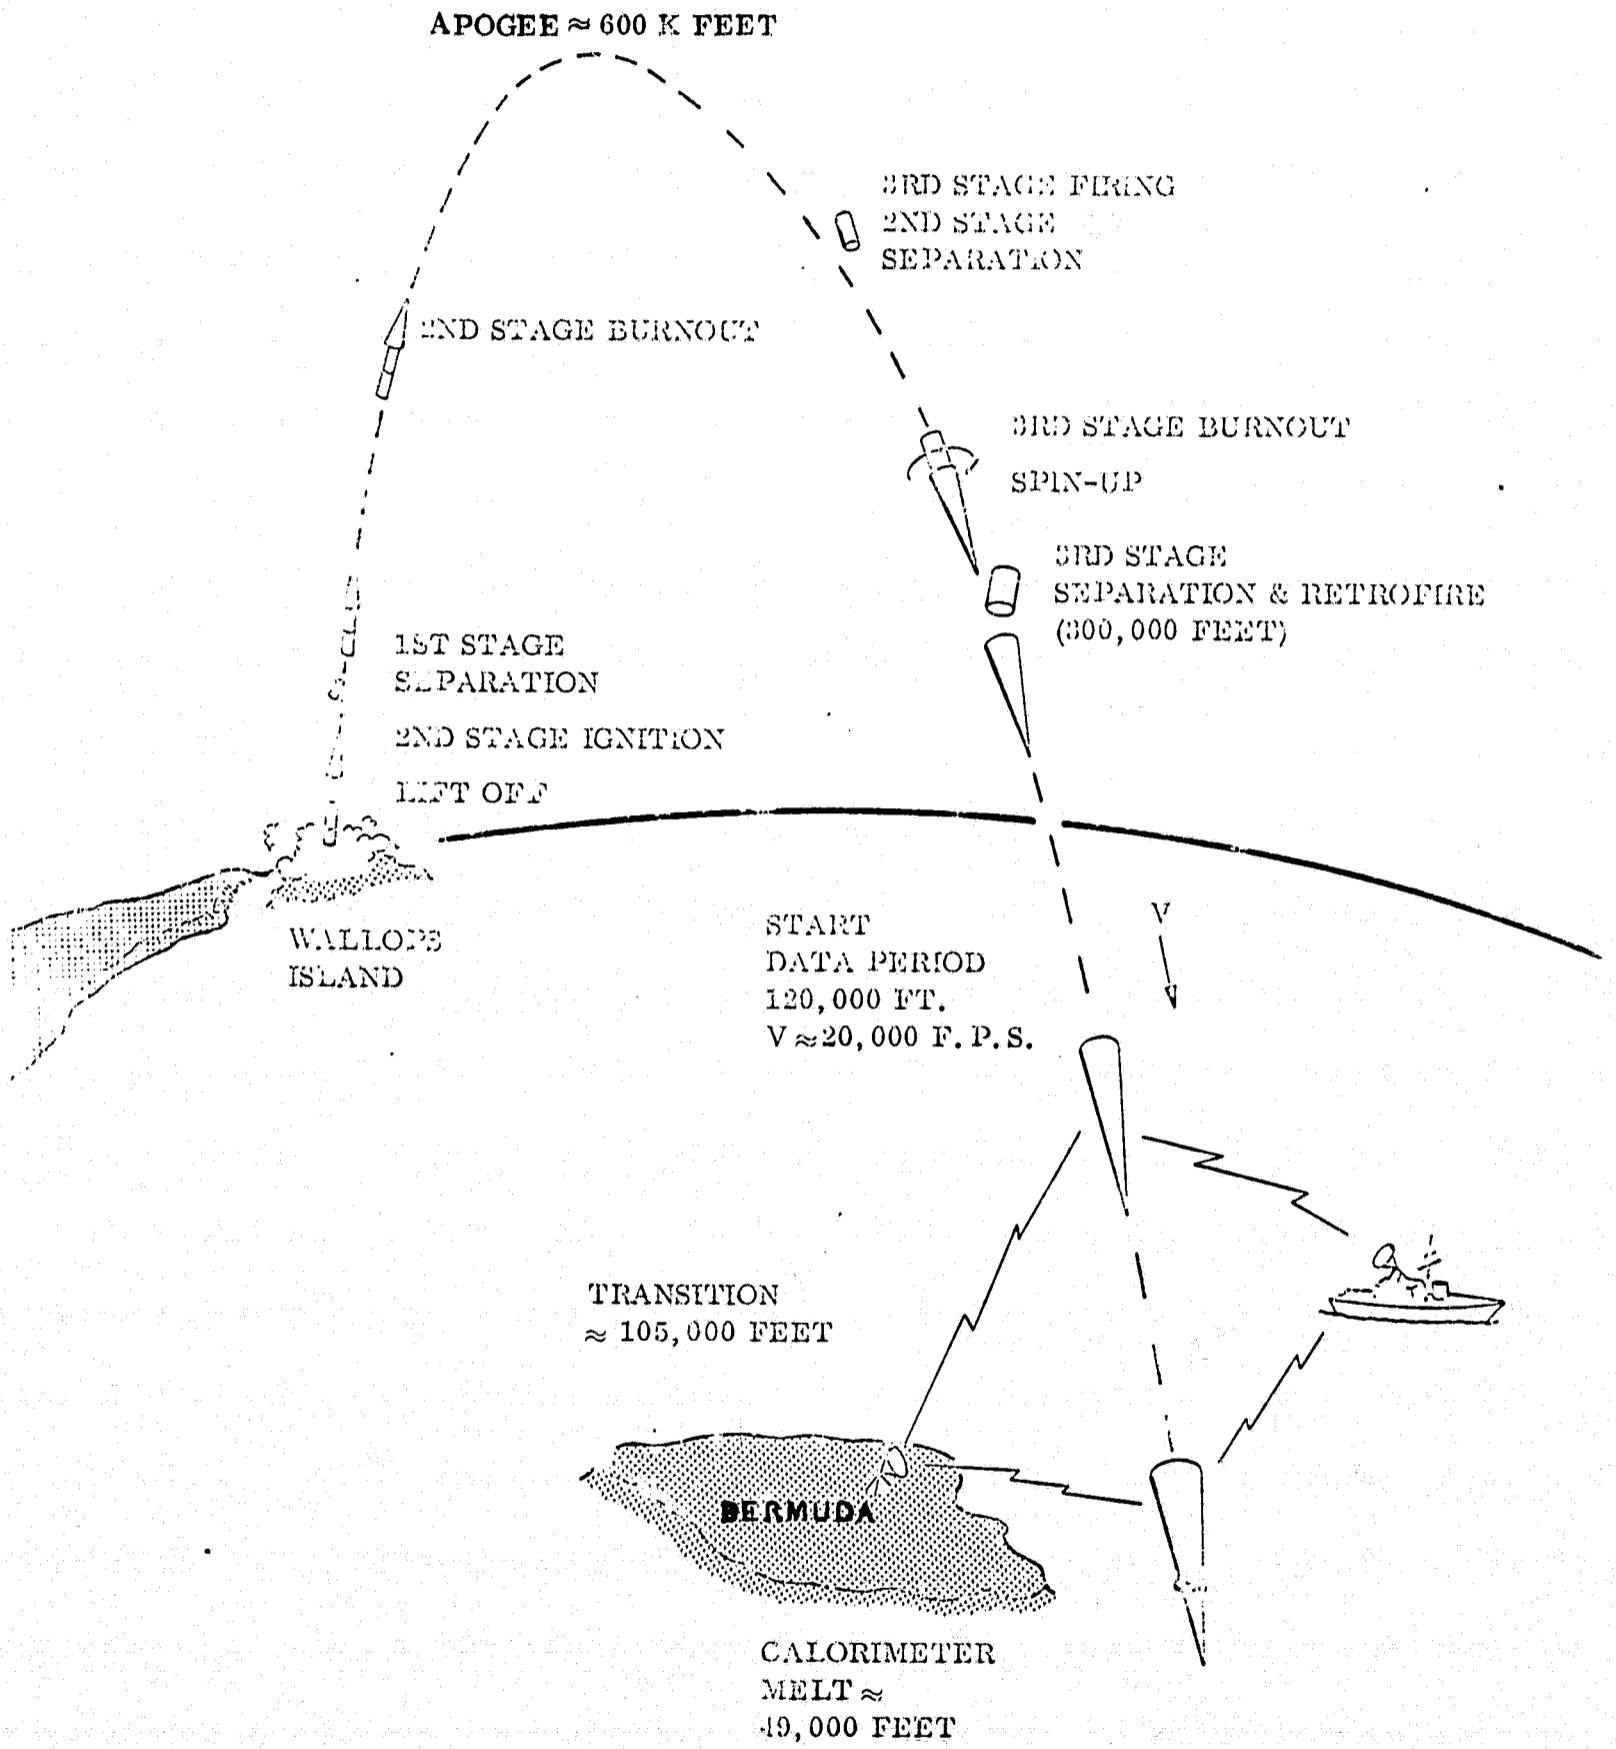 APOGEE ≈ 600 K FEET
3RD STAGE FIRING
2ND STAGE
SEPARATION
2ND STAGE BURNOUT
3RD STAGE BURNOUT
SPIN-UP
3RD STAGE
SEPARATION & RETROFIRE
(300,000 FEET)
1ST STAGE
SEPARATION
2ND STAGE IGNITION
LIFT OFF
WALLOPS
ISLAND
START
DATA PERIOD
120,000 FT.
V ≈ 20,000 F.P.S.
V
TRANSITION
≈ 105,000 FEET
BERMUDA
CALORIMETER
MELT ≈
49,000 FEET